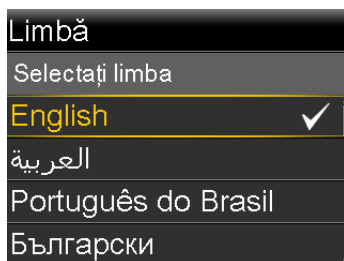 Limbă
Selectați limba
English
العربية
Português do Brasil
Български